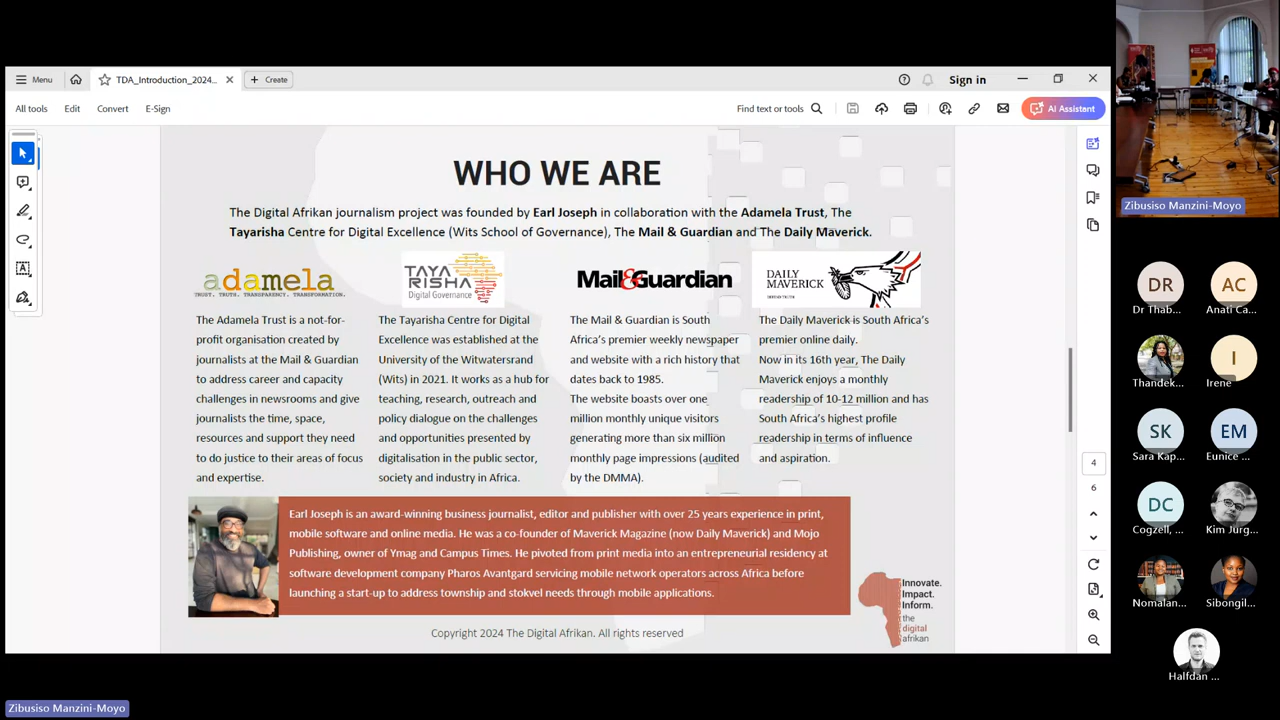 Menu
TDA_Introduction_2024...
Create
Sign in
All tools
Edit
Convert
E-Sign
Find text or tools
AI Assistant
WHO WE ARE
The Digital Afrikan journalism project was founded by Earl Joseph in collaboration with the Adamela Trust, The
Tayarisha Centre for Digital Excellence (Wits School of Governance), The Mail & Guardian and The Daily Maverick.
adamela
TRUST. TRUTH. TRANSPARENCY. TRANSFORMATION.
The Adamela Trust is a not-for-
profit organisation created by
journalists at the Mail & Guardian
to address career and capacity
challenges in newsrooms and give
journalists the time, space,
resources and support they need
to do justice to their areas of focus
and expertise.
TAYA
RISHA
Digital Governance
The Tayarisha Centre for Digital
Excellence was established at the
University of the Witwatersrand
(Wits) in 2021. It works as a hub for
teaching, research, outreach and
policy dialogue on the challenges
and opportunities presented by
digitalisation in the public sector,
society and industry in Africa.
Mail&Guardian
The Mail & Guardian is South
Africa's premier weekly newspaper
and website with a rich history that
dates back to 1985.
The website boasts over one
million monthly unique visitors
generating more than six million
monthly page impressions (audited
by the DMMA).
DAILY
MAVERICK
The Daily Maverick is South Africa's
premier online daily.
Now in its 16th year, The Daily
Maverick enjoys a monthly
readership of 10-12 million and has
South Africa's highest profile
readership in terms of influence
and aspiration.
Earl Joseph is an award-winning business journalist, editor and publisher with over 25 years experience in print,
mobile software and online media. He was a co-founder of Maverick Magazine (now Daily Maverick) and Mojo
Publishing, owner of Ymag and Campus Times. He pivoted from print media into an entrepreneurial residency at
software development company Pharos Avantgard servicing mobile network operators across Africa before
launching a start-up to address township and stokvel needs through mobile applications.
Innovate.
Impact.
Inform.
the
digital
afrikan
Copyright 2024 The Digital Afrikan. All rights reserved
4
6
Zibusiso Manzini-Moyo
DR
AC
Dr Thab...
Anati Ca...
I
Thandek...
Irene
SK
EM
Sara Kap...
Eunice ...
DC
Cogzell, ...
Kim Jurg...
Nomalan...
Sibongil...
Halfdan ...
Zibusiso Manzini-Moyo